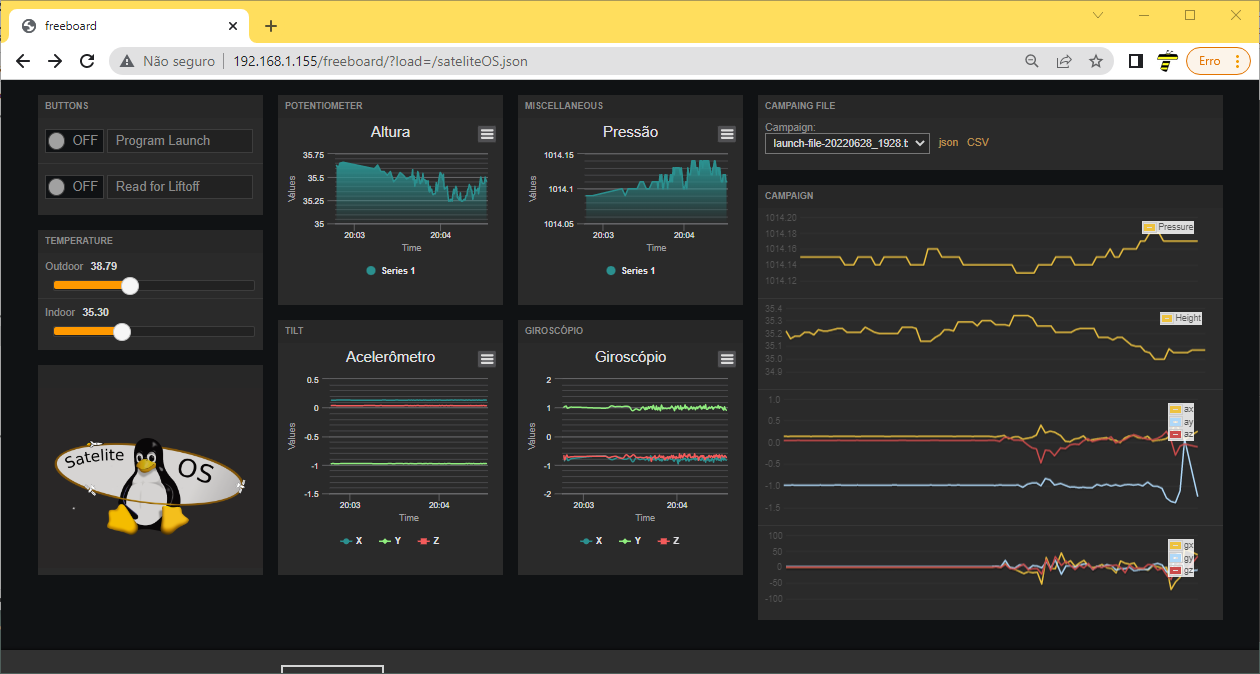 freeboard
Não seguro
192.168.1.155/freeboard/?load=/sateliteOS.json
Erro
BUTTONS
OFF
Program Launch
OFF
Read for Liftoff
TEMPERATURE
Outdoor 38.79
Indoor 35.30
Satelite OS
POTENTIOMETER
Altura
35.75
35.5
35.25
35
Values
20:03
20:04
Time
Series 1
TILT
Acelerômetro
0.5
0
-0.5
-1
-1.5
Values
20:03
20:04
Time
X Y Z
MISCELLANEOUS
Pressão
1014.15
1014.1
1014.05
Values
20:03
20:04
Time
Series 1
GIROSCÓPIO
Giroscópio
2
1
0
-1
-2
Values
20:03
20:04
Time
X Y Z
CAMPAING FILE
Campaign:
launch-file-20220628_1928.t
json CSV
CAMPAIGN
1014.20
1014.18
1014.16
1014.14
1014.12
Pressure
35.4
35.3
35.2
35.1
35.0
34.9
Height
1.0
0.5
0.0
-0.5
-1.0
-1.5
ax
ay
az
100
50
0
-50
-100
gx
gy
gz